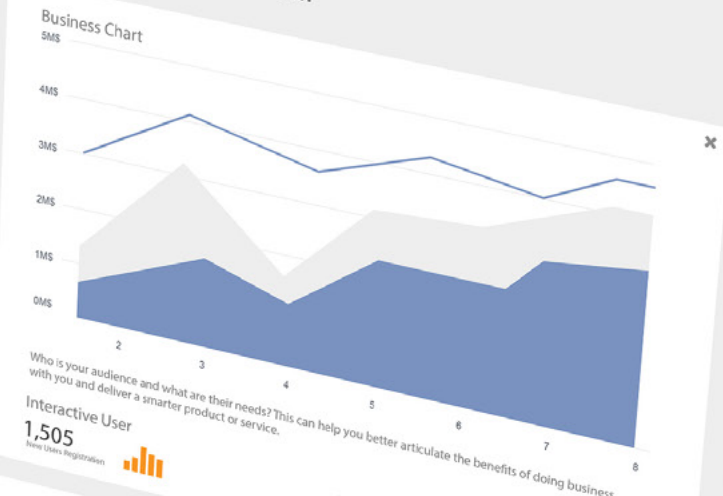 Business Chart
5M$
4M$
3M$
2M$
1M$
0M$
2 3 4 5 6 7 8
Who is your audience and what are their needs? This can help you better articulate the benefits of doing business
with you and deliver a smarter product or service.
Interactive User
1,505
New Users Registration